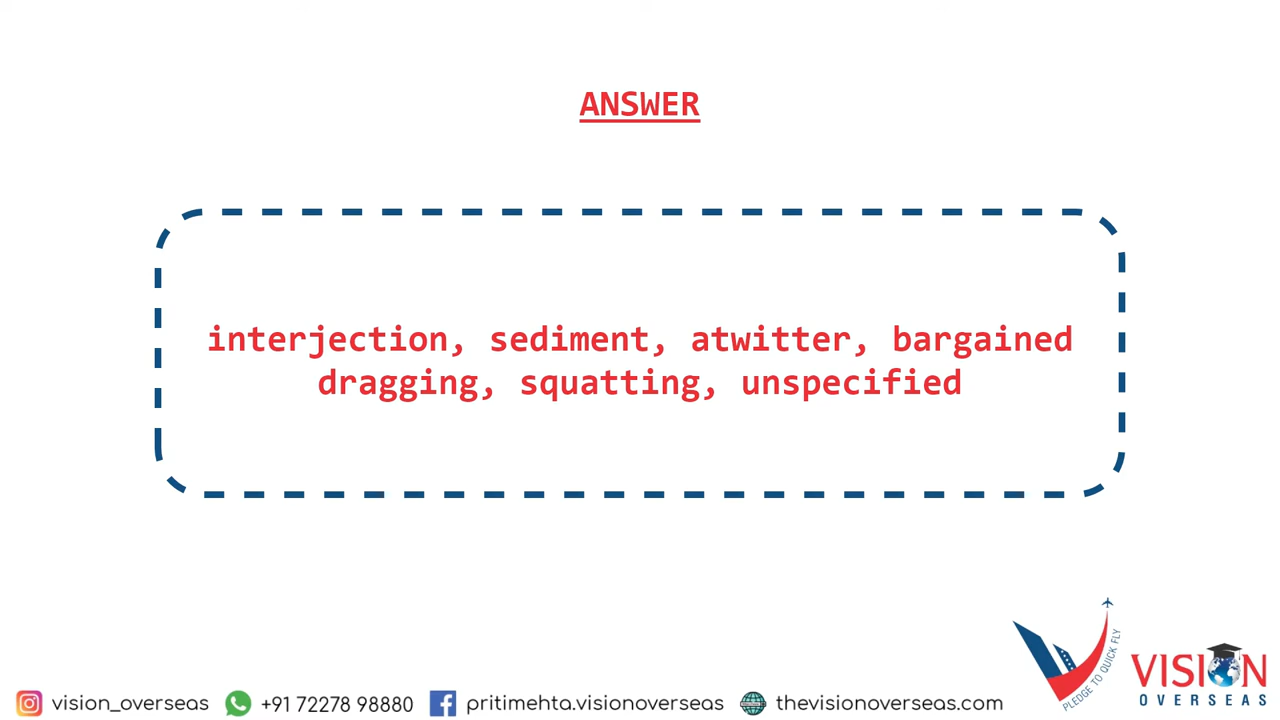 ANSWER
interjection, sediment, atwitter, bargained
dragging, squatting, unspecified
PLEDGE TO QUICK FLY
VISION
OVERSEAS
vision_overseas
+91 72278 98880
pritimehta.visionoverseas
thevisionoverseas.com